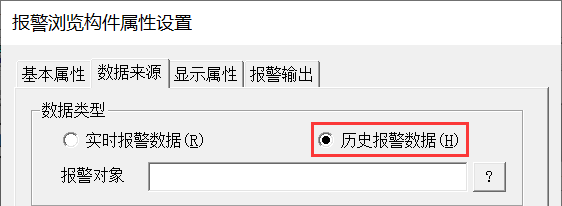 报警浏览构件属性设置
基本属性 数据来源 显示属性 报警输出
数据类型
实时报警数据(R) 历史报警数据(H)
报警对象 ?